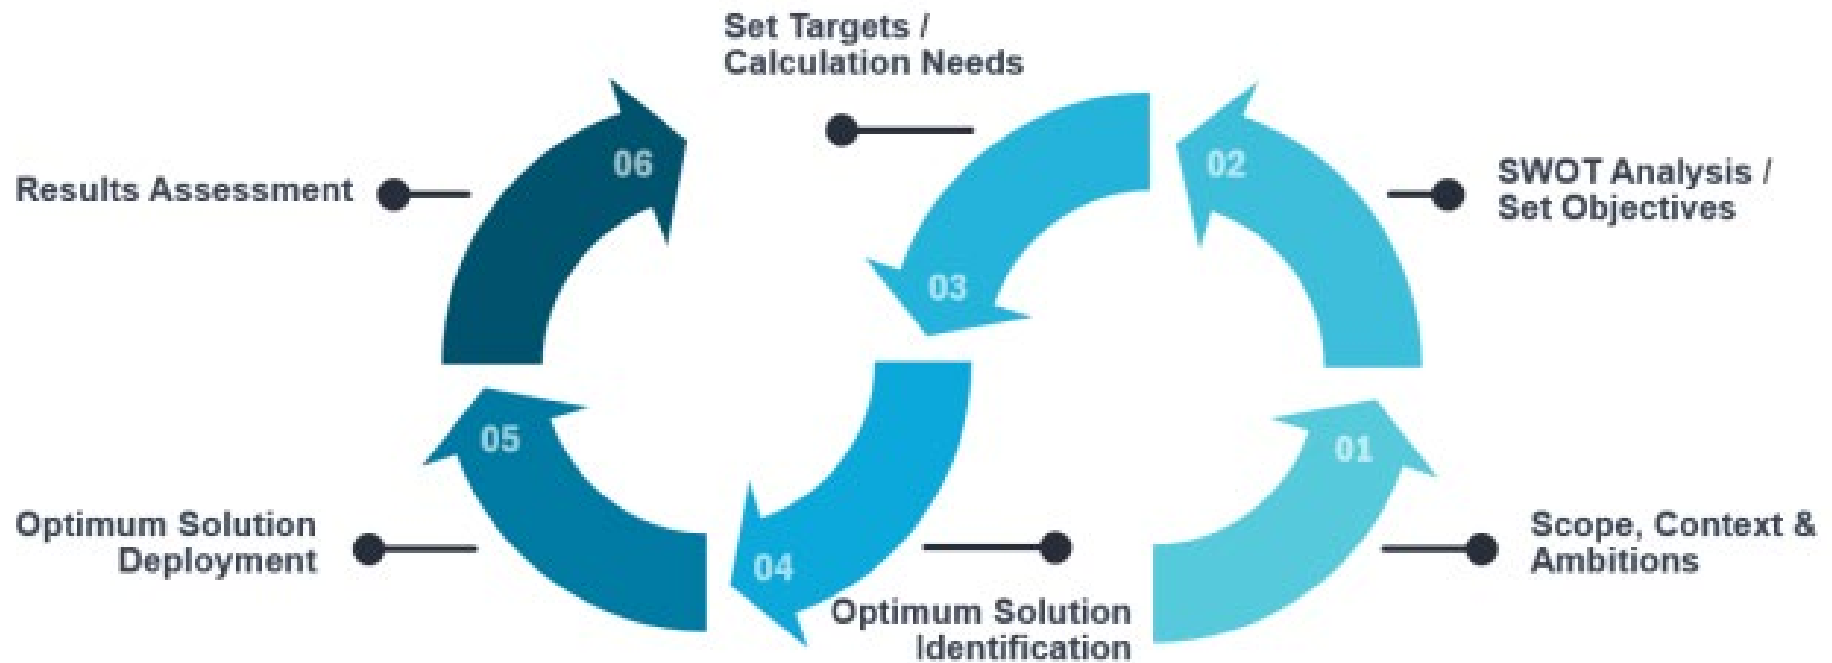 Set Targets /
Calculation Needs
06
02
Results Assessment
SWOT Analysis /
Set Objectives
03
05
01
Optimum Solution
Deployment
04
Optimum Solution
Identification
Scope, Context &
Ambitions